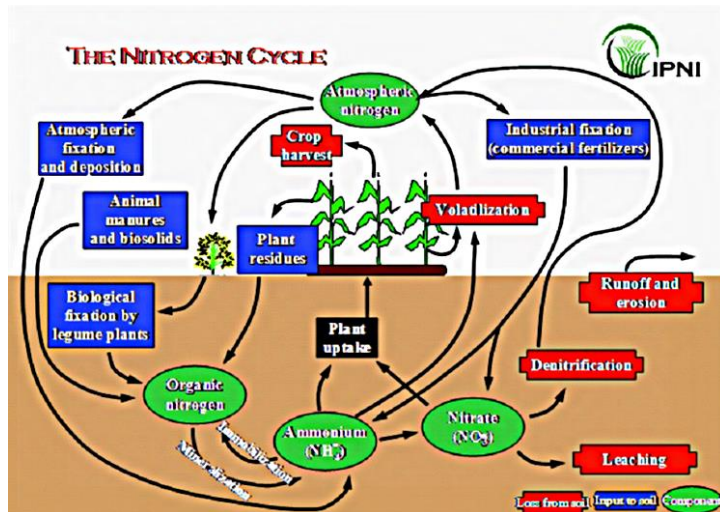 THE NITROGEN CYCLE
IPNI
Atmospheric
nitrogen
Atmospheric
fixation
and deposition
Crop
harvest
Industrial fixation
(commercial fertilizers)
Animal
manures
and biosolids
Volatilization
Plant
residues
Runoff and
erosion
Biological
fixation by
legume plants
Plant
uptake
Denitrification
Organic
nitrogen
Nitrate
Ammonium
Immobilization
Mineralization
Leaching
Loss from soil
Input to soil
Component